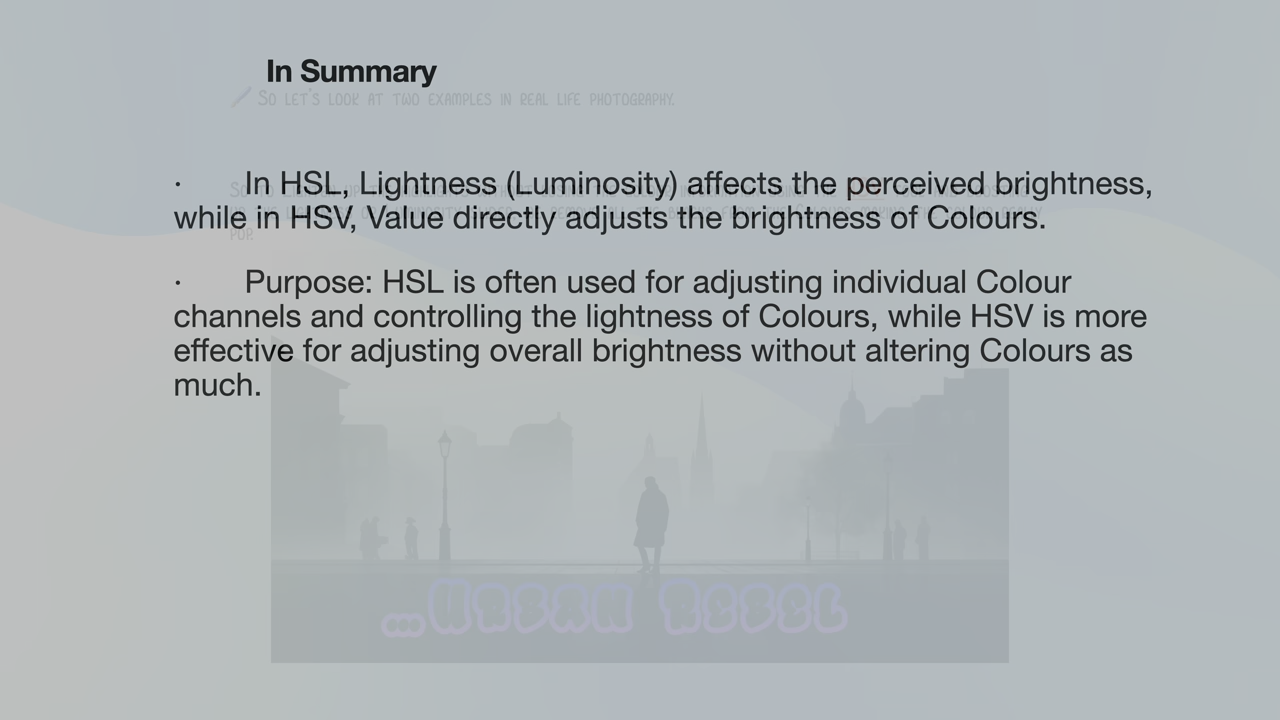 In Summary
SO LET'S LOOK AT TWO EXAMPLES IN REAL LIFE PHOTOGRAPHY.
· In HSL, Lightness (Luminosity) affects the perceived brightness,
while in HSV, Value directly adjusts the brightness of Colours.
POP.
· Purpose: HSL is often used for adjusting individual Colour
channels and controlling the lightness of Colours, while HSV is more
effective for adjusting overall brightness without altering Colours as
much.
...URBAN REBEL